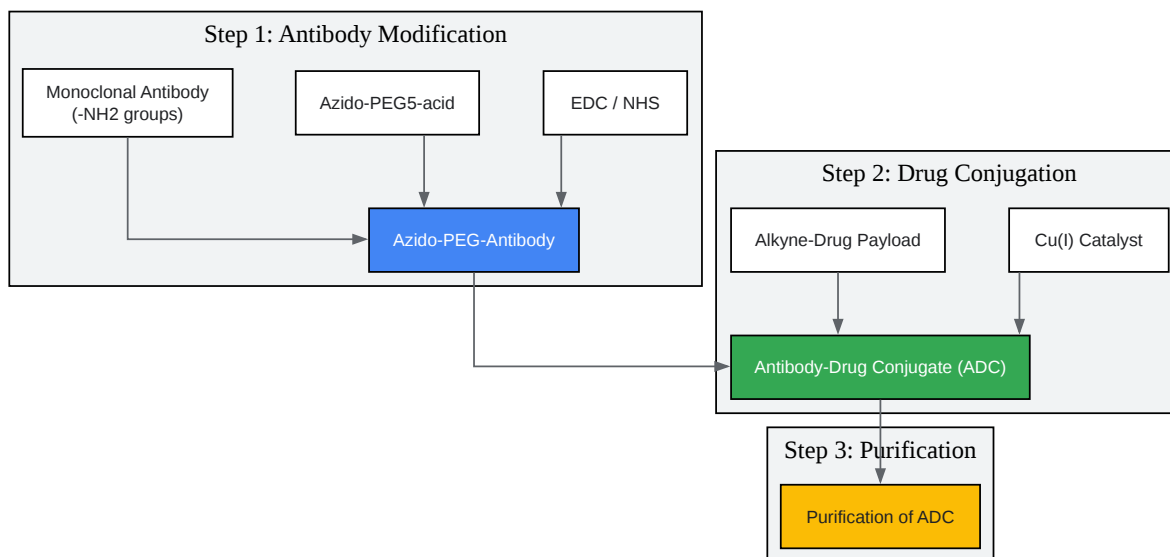 Step 1: Antibody Modification
Monoclonal Antibody
(-NH2 groups)
Azido-PEG5-acid
EDC / NHS
Azido-PEG-Antibody
Step 2: Drug Conjugation
Alkyne-Drug Payload
Cu(I) Catalyst
Antibody-Drug Conjugate (ADC)
Step 3: Purification
Purification of ADC